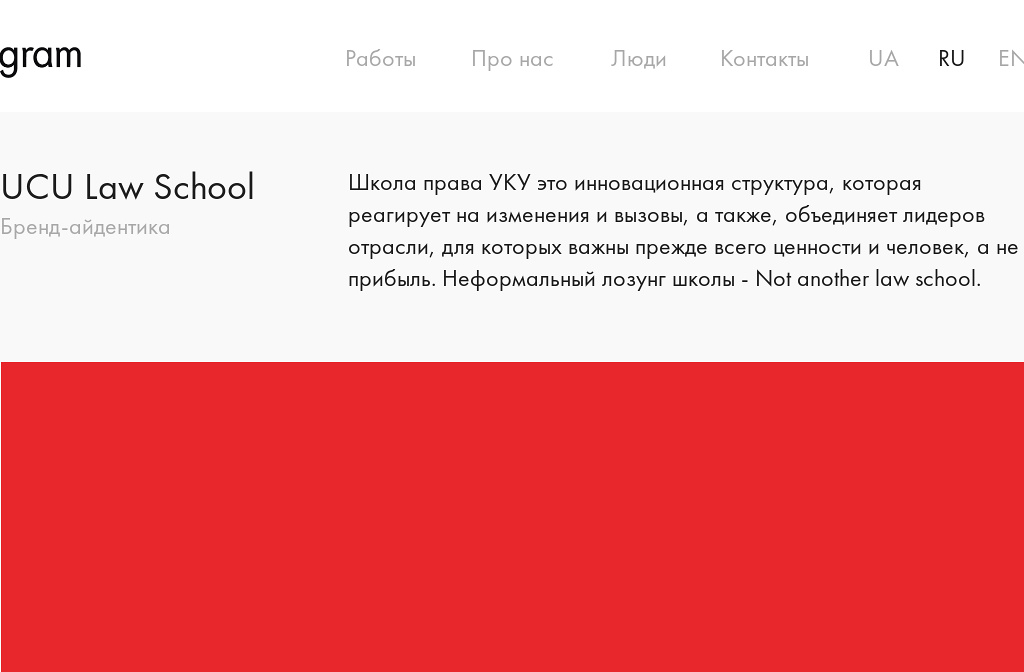 gram
Работы Про нас Люди Контакты UA RU EN
UCU Law School
Бренд-айдентика
Школа права УКУ это инновационная структура, которая
реагирует на изменения и вызовы, а также, объединяет лидеров
отрасли, для которых важны прежде всего ценности и человек, а не
прибыль. Неформальный лозунг школы - Not another law school.